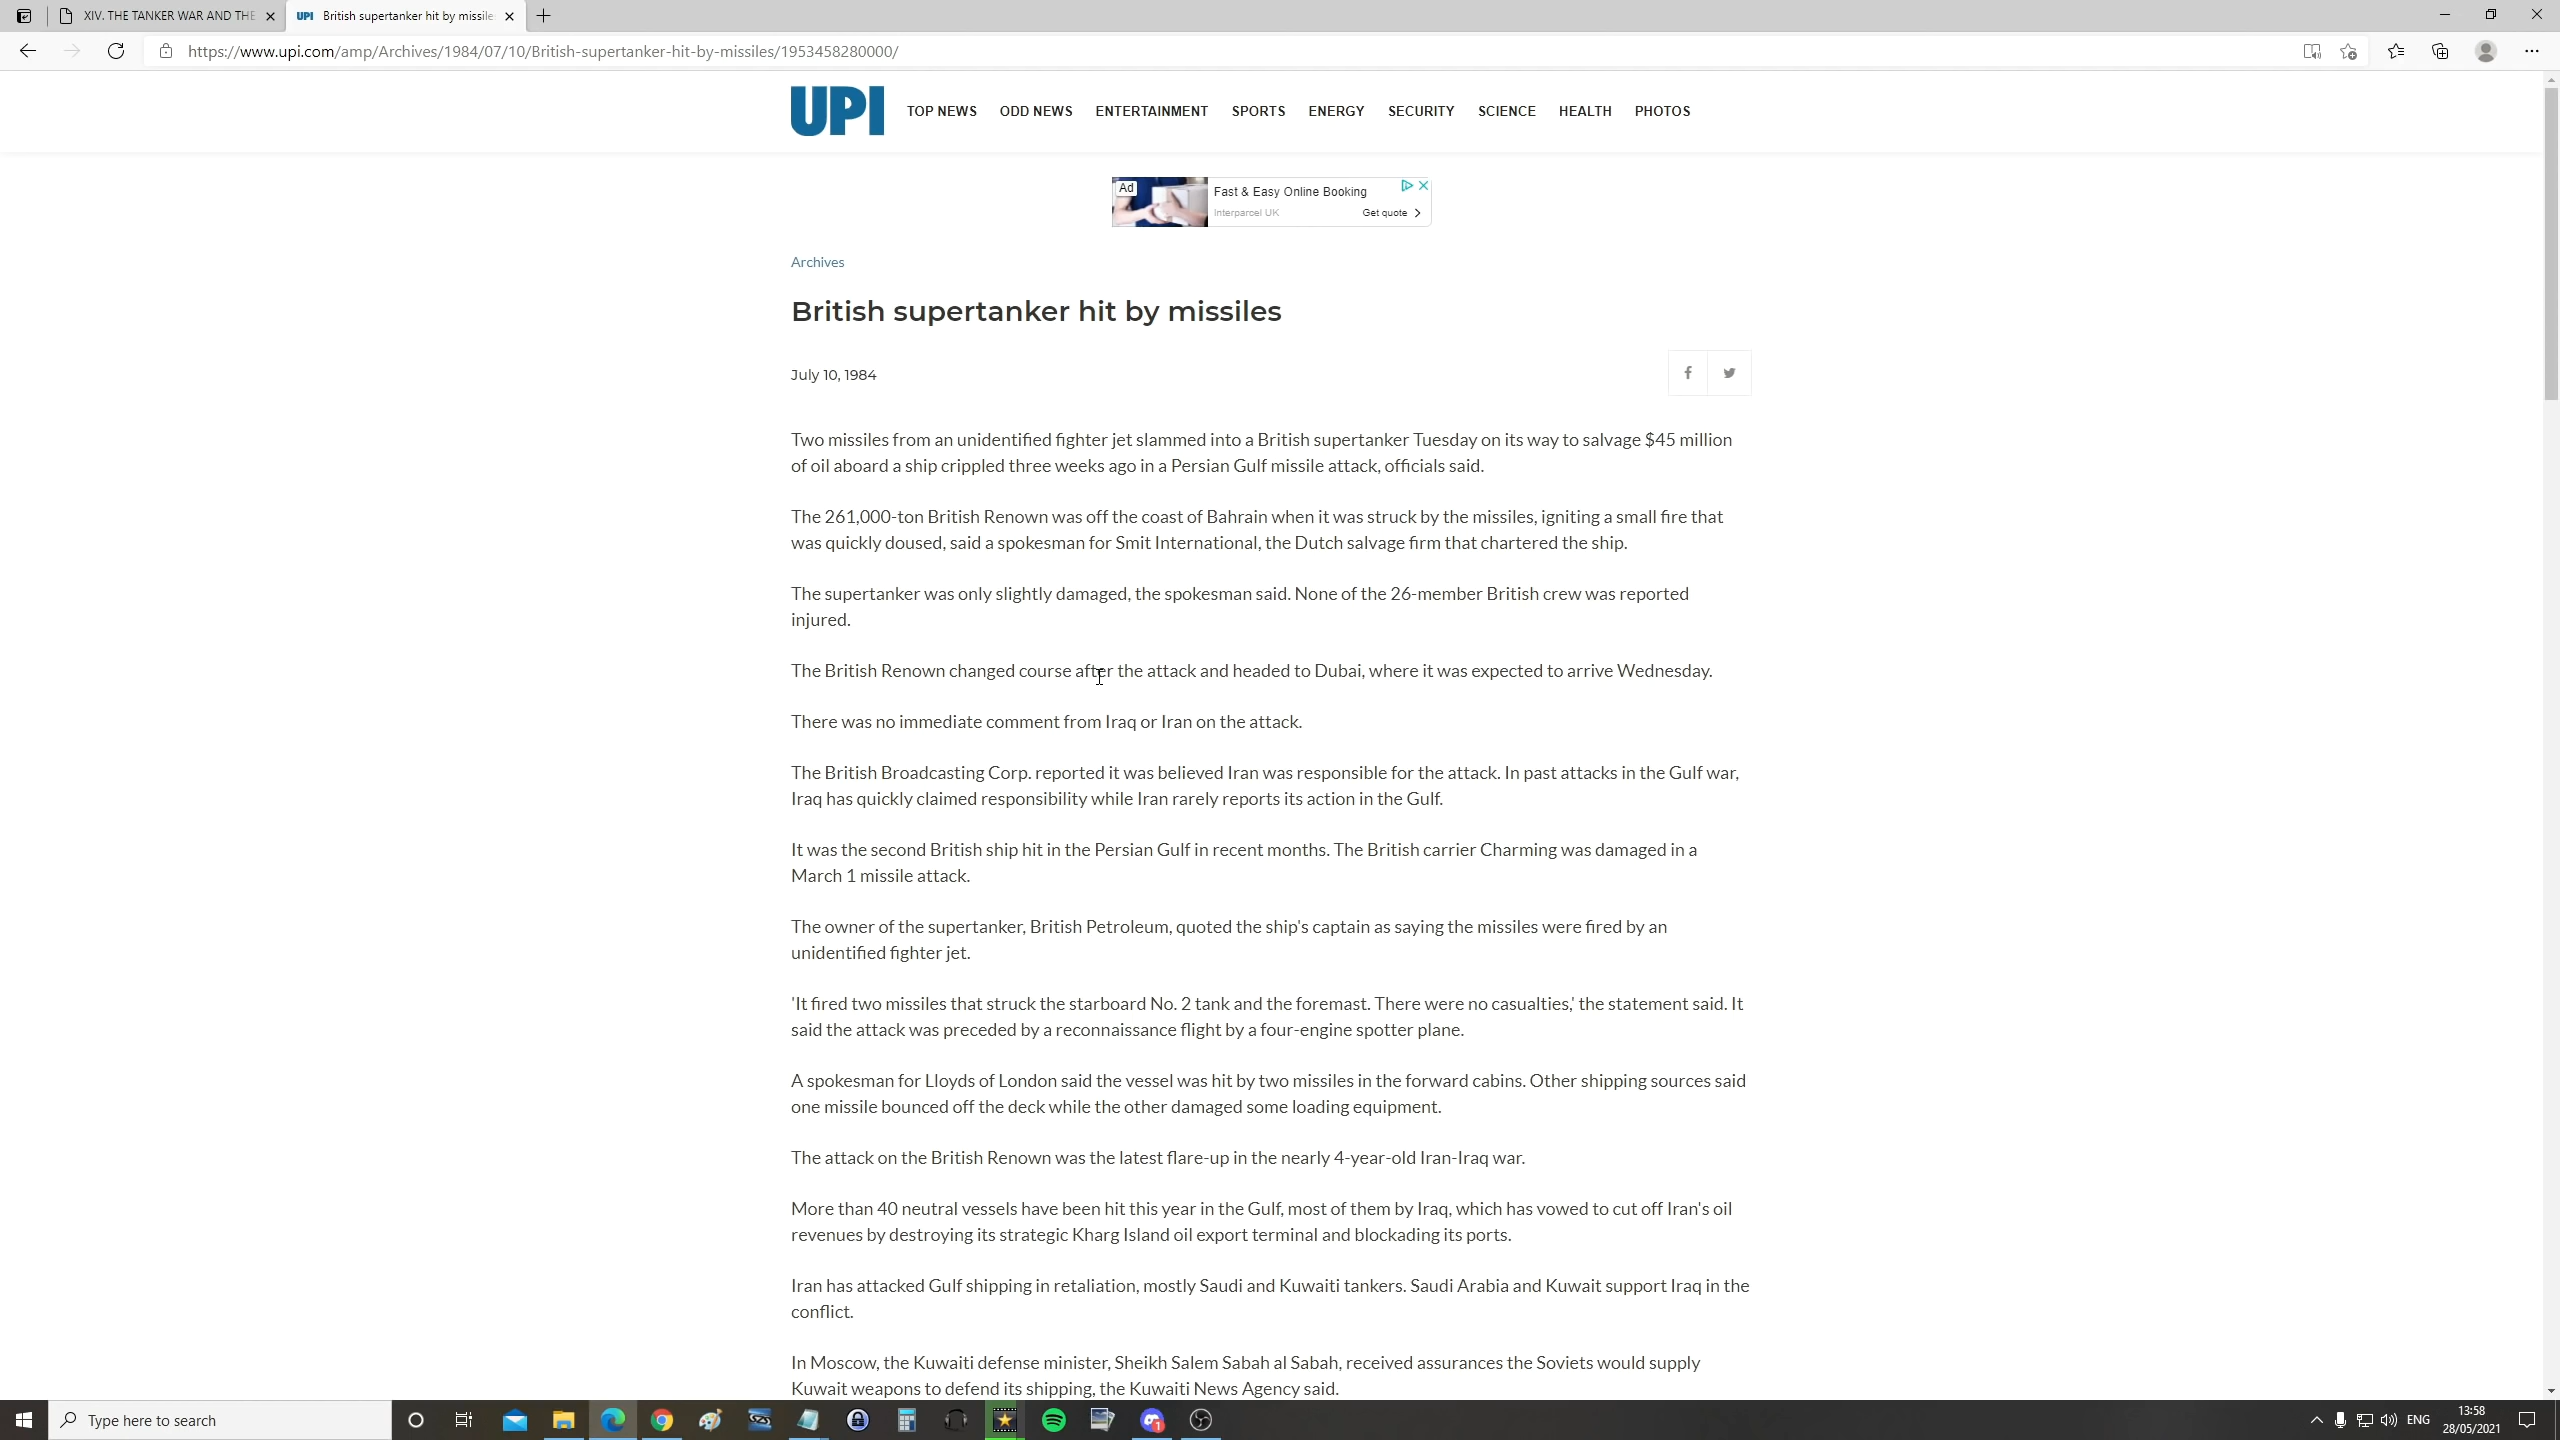 XIV. THE TANKER WAR AND THE
UPI British supertanker hit by missile
https://www.upi.com/amp/Archives/1984/07/10/British-supertanker-hit-by-missiles/1953458280000/
UPI TOP NEWS ODD NEWS ENTERTAINMENT SPORTS ENERGY SECURITY SCIENCE HEALTH PHOTOS
Ad
Fast & Easy Online Booking
Interparcel UK Get quote
Archives
British supertanker hit by missiles
July 10, 1984
Two missiles from an unidentified fighter jet slammed into a British supertanker Tuesday on its way to salvage $45 million
of oil aboard a ship crippled three weeks ago in a Persian Gulf missile attack, officials said.
The 261,000-ton British Renown was off the coast of Bahrain when it was struck by the missiles, igniting a small fire that
was quickly doused, said a spokesman for Smit International, the Dutch salvage firm that chartered the ship.
The supertanker was only slightly damaged, the spokesman said. None of the 26-member British crew was reported
injured.
The British Renown changed course after the attack and headed to Dubai, where it was expected to arrive Wednesday.
There was no immediate comment from Iraq or Iran on the attack.
The British Broadcasting Corp. reported it was believed Iran was responsible for the attack. In past attacks in the Gulf war,
Iraq has quickly claimed responsibility while Iran rarely reports its action in the Gulf.
It was the second British ship hit in the Persian Gulf in recent months. The British carrier Charming was damaged in a
March 1 missile attack.
The owner of the supertanker, British Petroleum, quoted the ship's captain as saying the missiles were fired by an
unidentified fighter jet.
'It fired two missiles that struck the starboard No. 2 tank and the foremast. There were no casualties,' the statement said. It
said the attack was preceded by a reconnaissance flight by a four-engine spotter plane.
A spokesman for Lloyds of London said the vessel was hit by two missiles in the forward cabins. Other shipping sources said
one missile bounced off the deck while the other damaged some loading equipment.
The attack on the British Renown was the latest flare-up in the nearly 4-year-old Iran-Iraq war.
More than 40 neutral vessels have been hit this year in the Gulf, most of them by Iraq, which has vowed to cut off Iran's oil
revenues by destroying its strategic Kharg Island oil export terminal and blockading its ports.
Iran has attacked Gulf shipping in retaliation, mostly Saudi and Kuwaiti tankers. Saudi Arabia and Kuwait support Iraq in the
conflict.
In Moscow, the Kuwaiti defense minister, Sheikh Salem Sabah al Sabah, received assurances the Soviets would supply
Kuwait weapons to defend its shipping, the Kuwaiti News Agency said.
Type here to search
1
ENG
13:58
28/05/2021